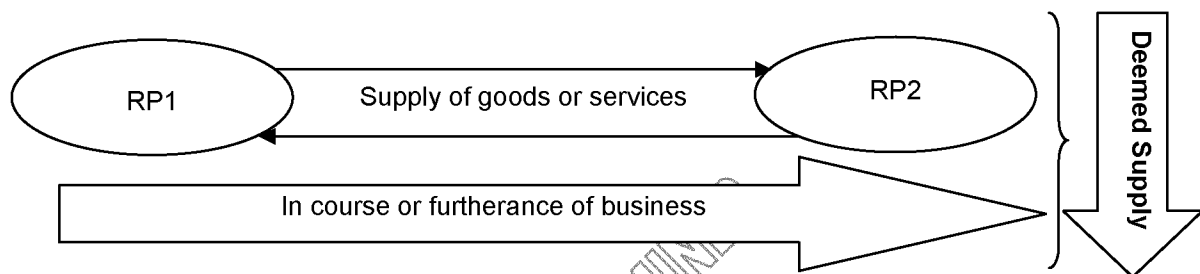 RP1
Supply of goods or services
RP2
In course or furtherance of business
Deemed Supply